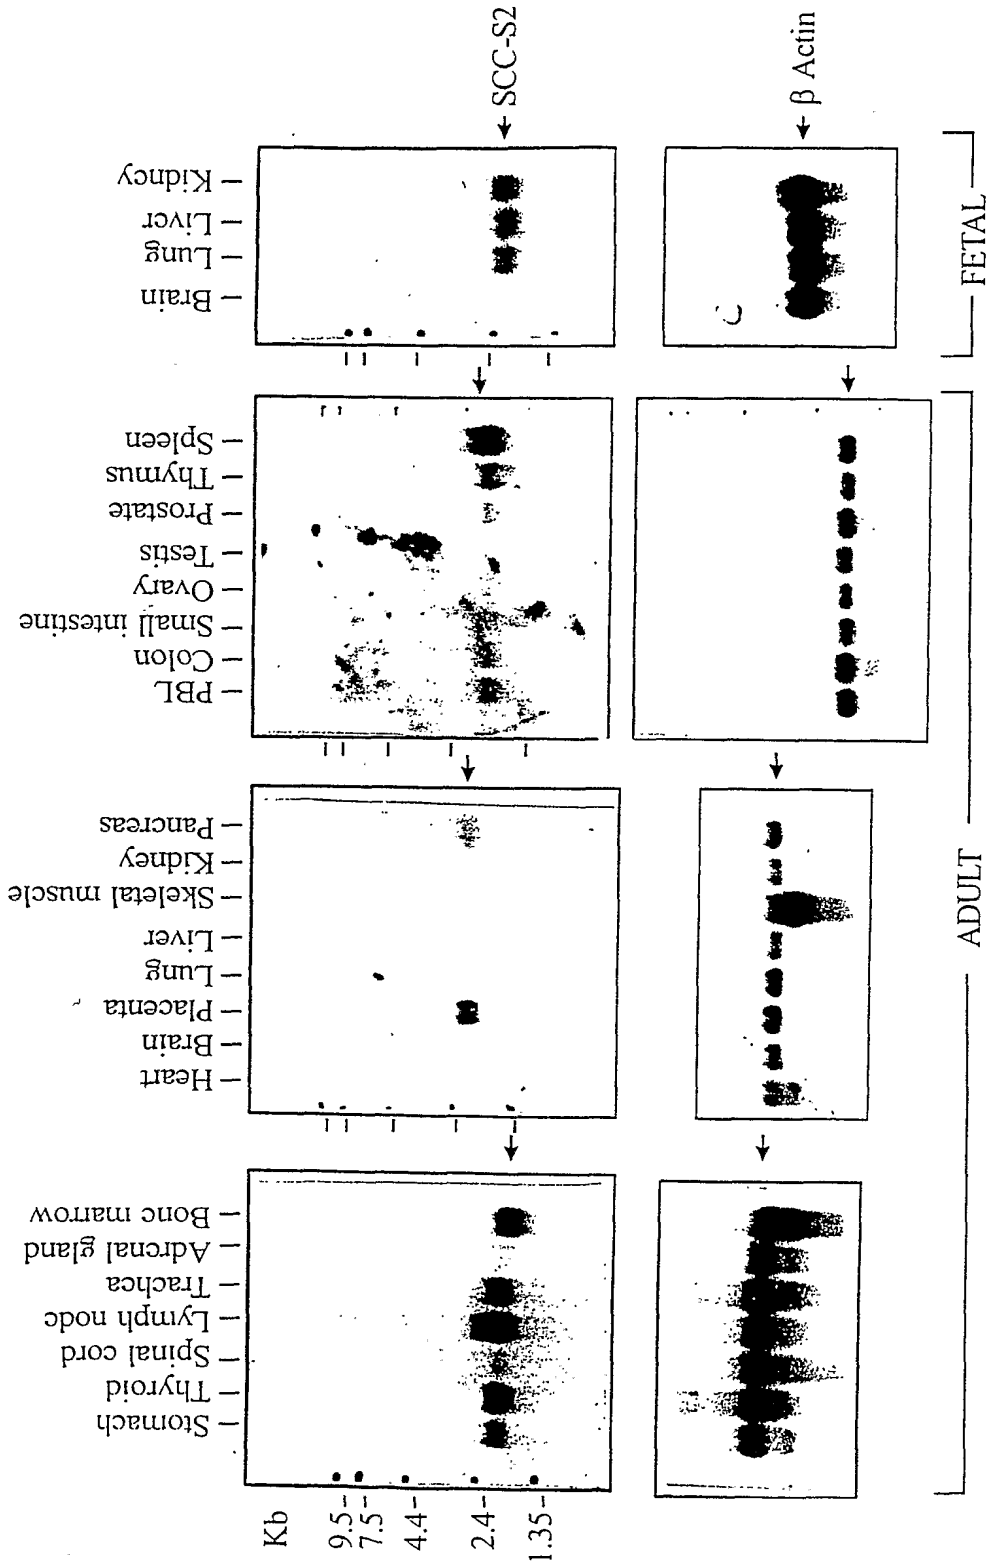 Kb
9.5-
7.5-
4.4-
2.4-
1.35-
Stomach
Thyroid
Spinal cord
Lymph node
Trachea
Adrenal gland
Bone marrow
Heart
Brain
Placenta
Lung
Liver
Skeletal muscle
Kidney
Pancreas
PBL
Colon
Small intestine
Ovary
Testis
Prostate
Thymus
Spleen
Brain
Lung
Liver
Kidney
SCC-S2
β Actin
ADULT
FETAL